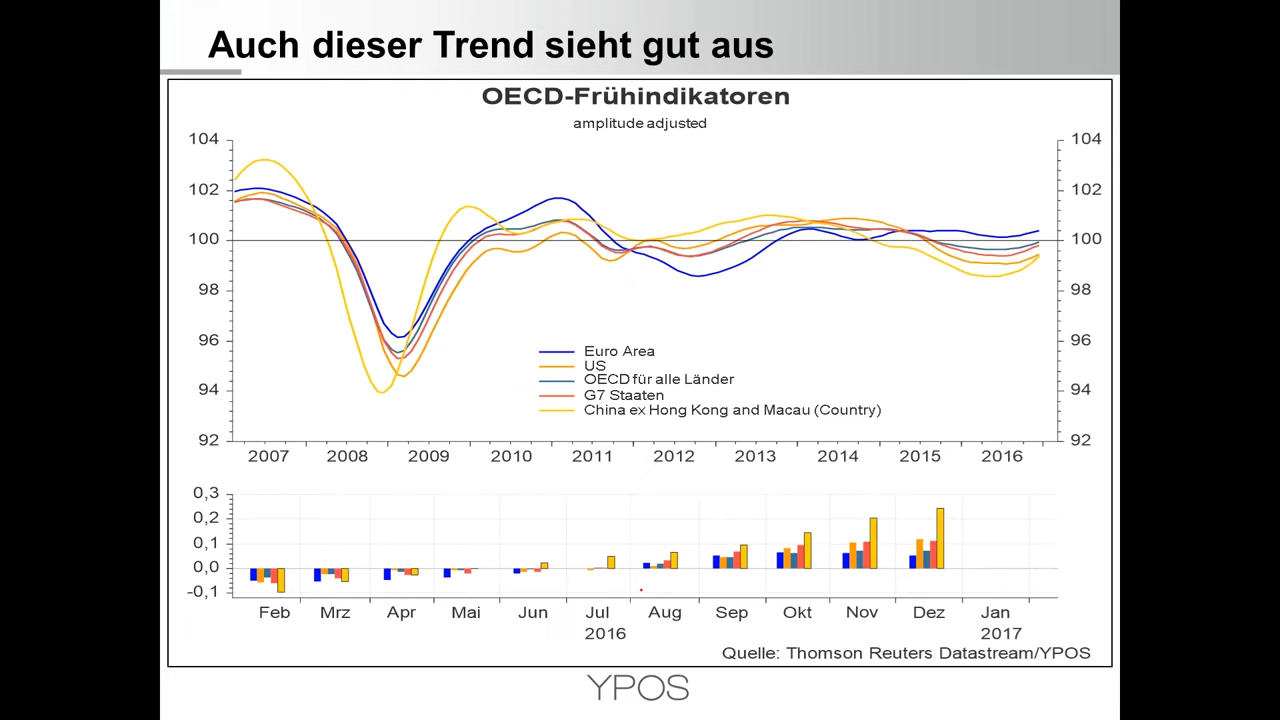 Auch dieser Trend sieht gut aus
OECD-Frühindikatoren
amplitude adjusted
104 104
102 102
100 100
98 98
96 96
94 94
92 92
Euro Area
US
OECD für alle Länder
G7 Staaten
China ex Hong Kong and Macau (Country)
2007 2008 2009 2010 2011 2012 2013 2014 2015 2016
0,3
0,2
0,1
0,0
-0,1
Feb Mrz Apr Mai Jun Jul Aug Sep Okt Nov Dez Jan
2016 2017
Quelle: Thomson Reuters Datastream/YPOS
YPOS